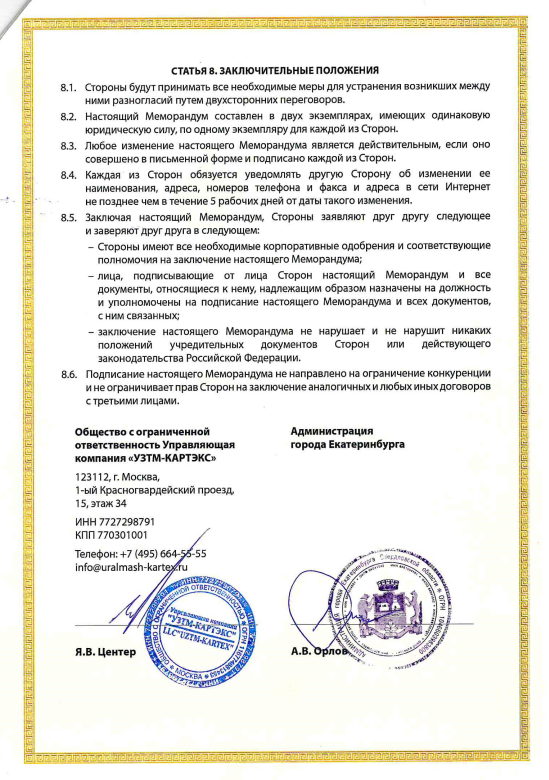 СТАТЬЯ 8. ЗАКЛЮЧИТЕЛЬНЫЕ ПОЛОЖЕНИЯ
8.1. Стороны будут принимать все необходимые меры для устранения возникших между
ними разногласий путем двухсторонних переговоров.
8.2. Настоящий Меморандум составлен в двух экземплярах, имеющих одинаковую
юридическую силу, по одному экземпляру для каждой из Сторон.
8.3. Любое изменение настоящего Меморандума является действительным, если оно
совершено в письменной форме и подписано каждой из Сторон.
8.4. Каждая из Сторон обязуется уведомлять другую Сторону об изменении ее
наименования, адреса, номеров телефона и факса и адреса в сети Интернет
не позднее чем в течение 5 рабочих дней от даты такого изменения.
8.5. Заключая настоящий Меморандум, Стороны заявляют друг другу следующее
и заверяют друг друга в следующем:
– Стороны имеют все необходимые корпоративные одобрения и соответствующие
полномочия на заключение настоящего Меморандума;
– лица, подписывающие от лица Сторон настоящий Меморандум и все
документы, относящиеся к нему, надлежащим образом назначены на должность
и уполномочены на подписание настоящего Меморандума и всех документов,
с ним связанных;
– заключение настоящего Меморандума не нарушает и не нарушит никаких
положений учредительных документов Сторон или действующего
законодательства Российской Федерации.
8.6. Подписание настоящего Меморандума не направлено на ограничение конкуренции
и не ограничивает прав Сторон на заключение аналогичных и любых иных договоров
с третьими лицами.
Общество с ограниченной
ответственность Управляющая
компания «УЗТМ-КАРТЭКС»
123112, г. Москва,
1-ый Красногвардейский проезд,
15, этаж 34
ИНН 7727298791
КПП 770301001
Телефон: +7 (495) 664-55-55
info@uralmash-kartex.ru
Управляющая компания
"УЗТМ-КАРТЭКС"
LLC "UZTM-KARTEX"
ОБЩЕСТВО С ОГРАНИЧЕННОЙ ОТВЕТСТВЕННОСТЬЮ
МОСКВА
Я.В. Центер
Администрация
города Екатеринбурга
А.В. Орлов